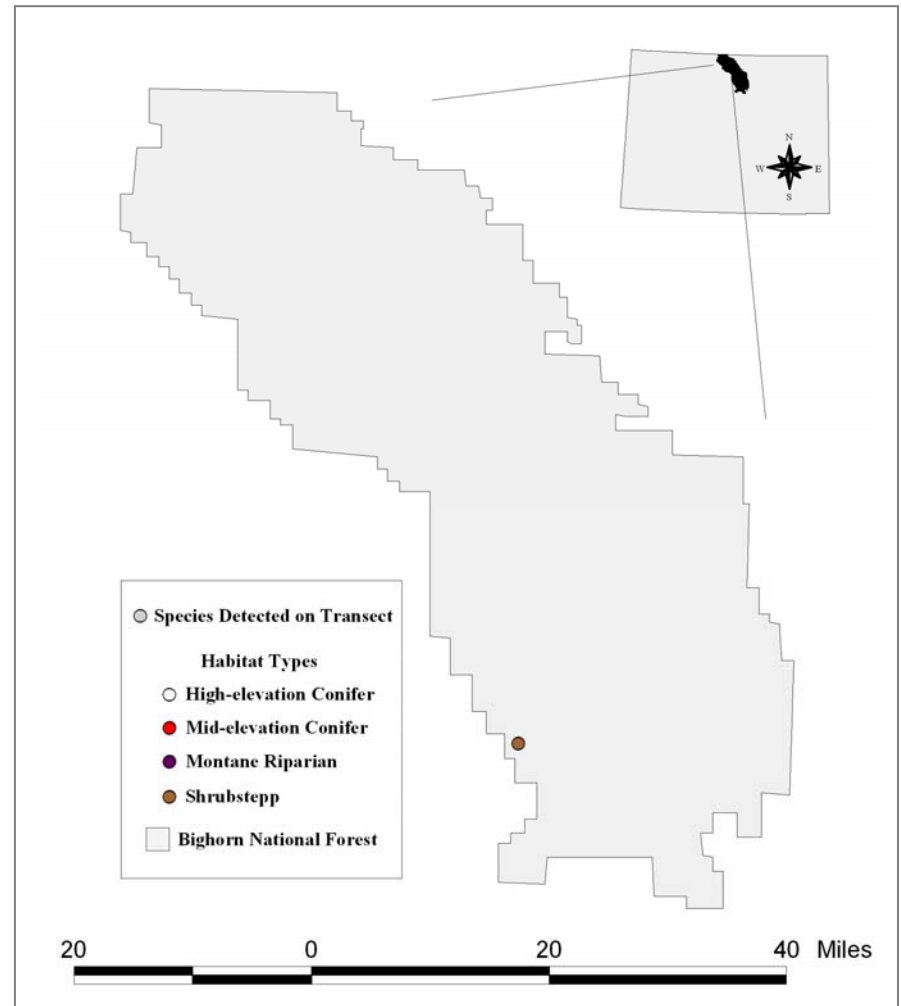 N
W E
S
Species Detected on Transect
Habitat Types
High-elevation Conifer
Mid-elevation Conifer
Montane Riparian
Shrubstepp
Bighorn National Forest
20 0 20 40 Miles